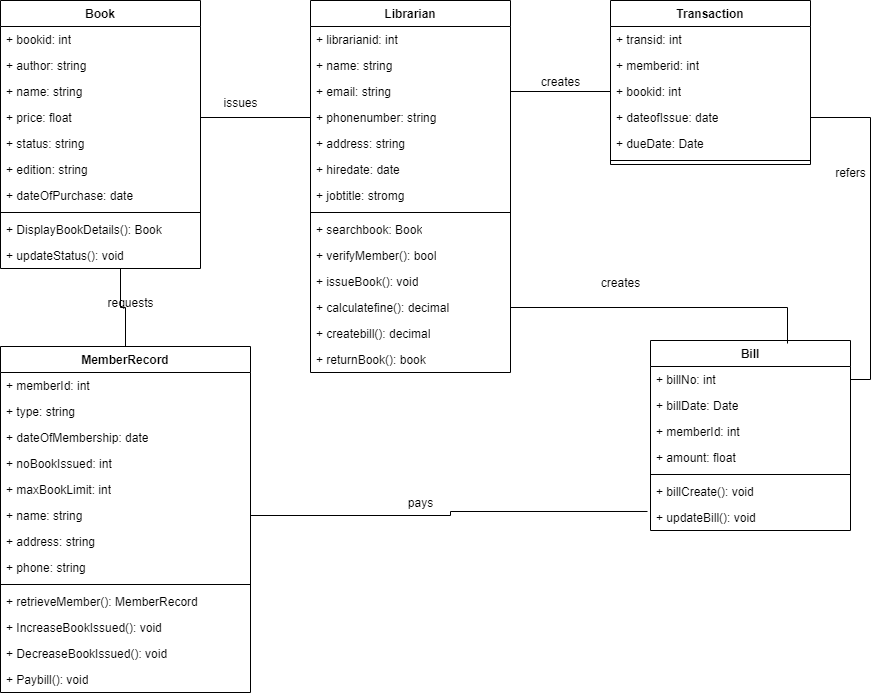 Book
+ bookid: int
+ author: string
+ name: string
+ price: float
+ status: string
+ edition: string
+ dateOfPurchase: date
+ DisplayBookDetails(): Book
+ updateStatus(): void
issues
Librarian
+ librarianid: int
+ name: string
+ email: string
+ phonenumber: string
+ address: string
+ hiredate: date
+ jobtitle: stromg
+ searchbook: Book
+ verifyMember(): bool
+ issueBook(): void
+ calculatefine(): decimal
+ createbill(): decimal
+ returnBook(): book
creates
Transaction
+ transid: int
+ memberid: int
+ bookid: int
+ dateofIssue: date
+ dueDate: Date
refers
requests
creates
MemberRecord
+ memberId: int
+ type: string
+ dateOfMembership: date
+ noBookIssued: int
+ maxBookLimit: int
+ name: string
+ address: string
+ phone: string
+ retrieveMember(): MemberRecord
+ IncreaseBookIssued(): void
+ DecreaseBookIssued(): void
+ Paybill(): void
pays
Bill
+ billNo: int
+ billDate: Date
+ memberId: int
+ amount: float
+ billCreate(): void
+ updateBill(): void